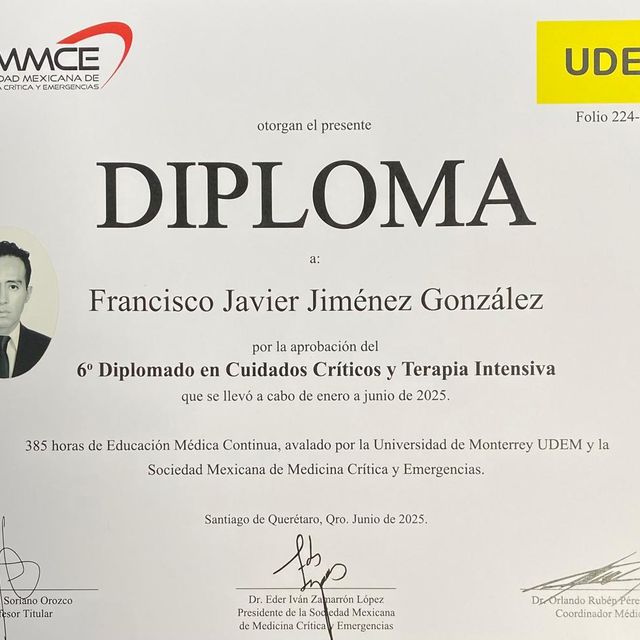 MMCE
DAD MEXICANA DE
CRÍTICA Y EMERGENCIAS
UDE
Folio 224-
otorgan el presente
DIPLOMA
a:
Francisco Javier Jiménez González
por la aprobación del
6º Diplomado en Cuidados Críticos y Terapia Intensiva
que se llevó a cabo de enero a junio de 2025.
385 horas de Educación Médica Continua, avalado por la Universidad de Monterrey UDEM y la
Sociedad Mexicana de Medicina Crítica y Emergencias.
Santiago de Querétaro, Qro. Junio de 2025.
Soriano Orozco
esor Titular
Dr. Eder Iván Zamarrón López
Presidente de la Sociedad Mexicana
de Medicina Crítica y Emergencias
Dr. Orlando Rubén Pére
Coordinador Médi